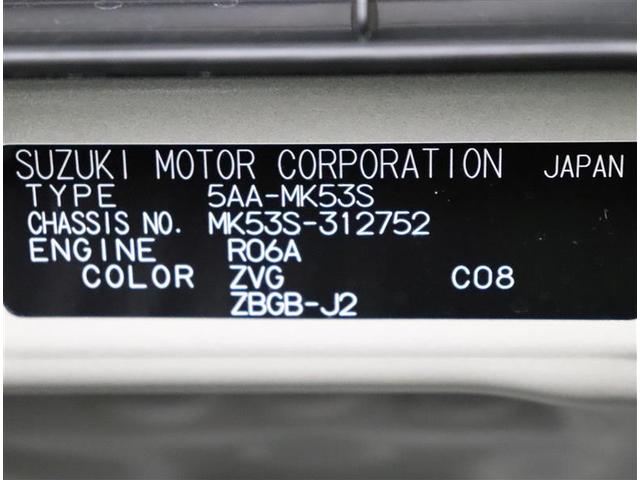 SUZUKI MOTOR CORPORATION JAPAN
TYPE 5AA-MK53S
CHASSIS NO. MK53S-312752
ENGINE R06A
COLOR ZVG C08
ZBGB-J2